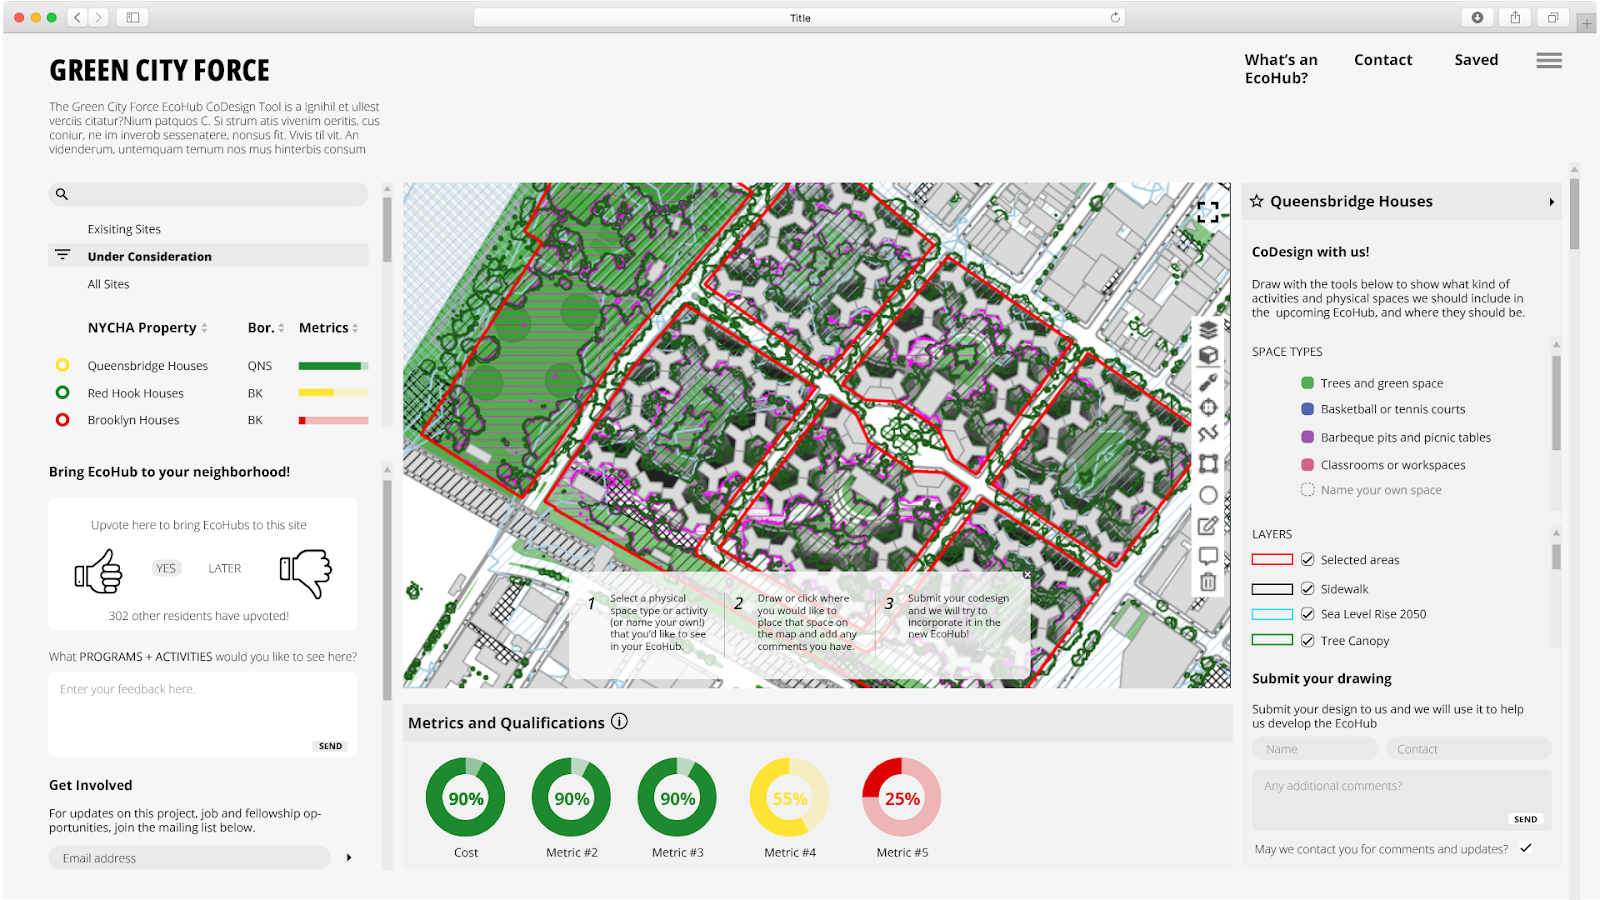 Title
GREEN CITY FORCE
The Green City Force EcoHub CoDesign Tool is a Ignihil et ullest
verciis citatur?Nium patquos C. Si strum atis vivenim oeritis, cus
coniur, ne im inverob sessenatere, nonsus fit. Vivis til vit. An
videnderum, untemquam temum nos mus hinterbis consum
What's an
EcoHub?
Contact
Saved
Exisiting Sites
Under Consideration
All Sites
NYCHA Property Bor. Metrics
Queensbridge Houses QNS
Red Hook Houses BK
Brooklyn Houses BK
Bring EcoHub to your neighborhood!
Upvote here to bring EcoHubs to this site
YES LATER
302 other residents have upvoted!
What PROGRAMS + ACTIVITIES would you like to see here?
Enter your feedback here.
SEND
Get Involved
For updates on this project, job and fellowship op-
portunities, join the mailing list below.
Email address
1 Select a physical
space type or activity
(or name your own!)
that you'd like to see
in your EcoHub.
2 Draw or click where
you would like to
place that space on
the map and add any
comments you have.
3 Submit your codesign
and we will try to
incorporate it in the
new EcoHub!
Metrics and Qualifications i
90%
90%
90%
55%
25%
Cost
Metric #2
Metric #3
Metric #4
Metric #5
Queensbridge Houses
CoDesign with us!
Draw with the tools below to show what kind of
activities and physical spaces we should include in
the upcoming EcoHub, and where they should be.
SPACE TYPES
Trees and green space
Basketball or tennis courts
Barbeque pits and picnic tables
Classrooms or workspaces
Name your own space
LAYERS
Selected areas
Sidewalk
Sea Level Rise 2050
Tree Canopy
Submit your drawing
Submit your design to us and we will use it to help
us develop the EcoHub
Name
Contact
Any additional comments?
SEND
May we contact you for comments and updates?